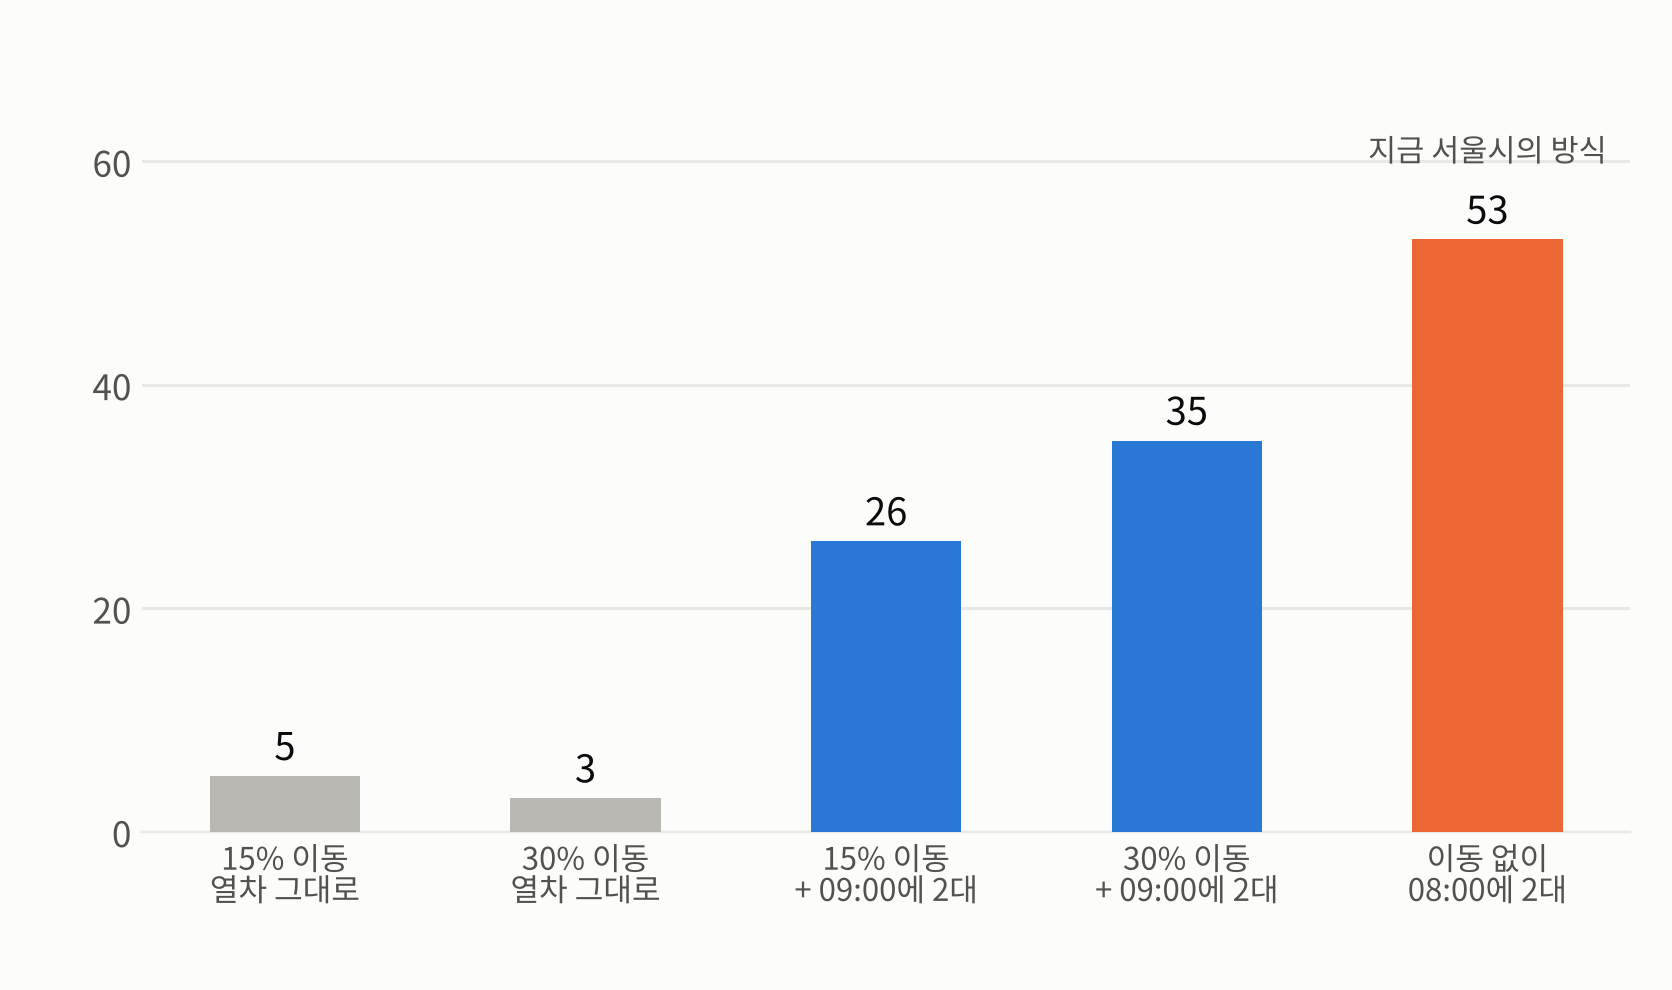 지금 서울시의 방식
60
53
40
35
26
20
5
3
0
15% 이동
열차 그대로
30% 이동
열차 그대로
15% 이동
+ 09:00에 2대
30% 이동
+ 09:00에 2대
이동 없이
08:00에 2대